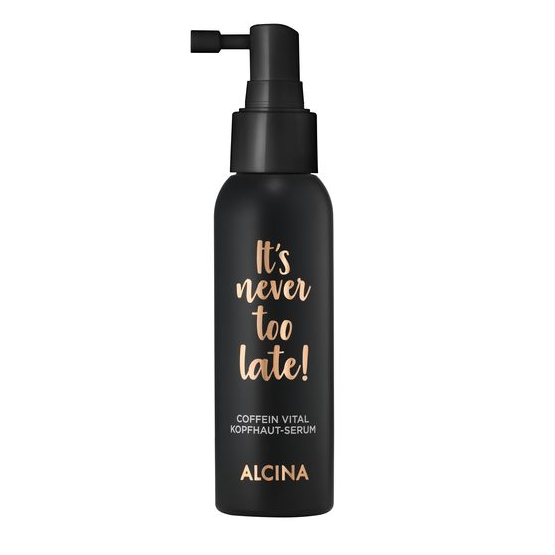 It's
never
too
late!
COFFEIN VITAL
KOPFHAUT-SERUM
ALCINA